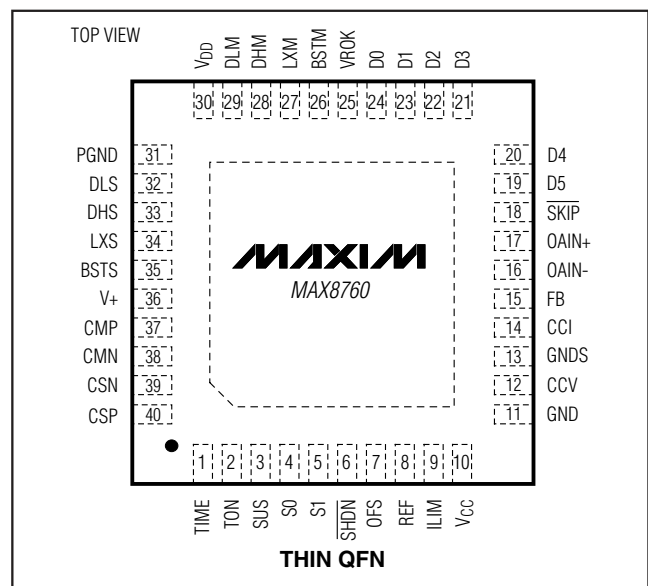 TOP VIEW
VDD DLM DHM LXM BSTM VROK D0 D1 D2 D3
30 29 28 27 26 25 24 23 22 21
PGND 31
DLS 32
DHS 33
LXS 34
BSTS 35
V+ 36
CMP 37
CMN 38
CSN 39
CSP 40
MAXIM
MAX8760
20 D4
19 D5
18 SKIP
17 OAIN+
16 OAIN-
15 FB
14 CCI
13 GNDS
12 CCV
11 GND
1 2 3 4 5 6 7 8 9 10
TIME TON SUS S0 S1 SHDN OFS REF ILIM VCC
THIN QFN